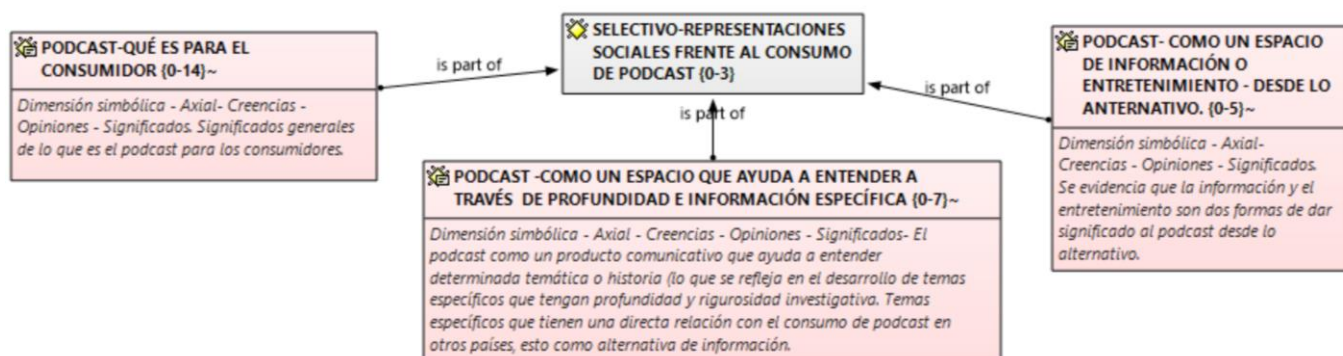 PODCAST-QUÉ ES PARA EL
CONSUMIDOR {0-14}~
Dimensión simbólica - Axial- Creencias -
Opiniones - Significados. Significados generales
de lo que es el podcast para los consumidores.
is part of
SELECTIVO-REPRESENTACIONES
SOCIALES FRENTE AL CONSUMO
DE PODCAST {0-3}
is part of
is part of
PODCAST- COMO UN ESPACIO
DE INFORMACIÓN O
ENTRETENIMIENTO - DESDE LO
ANTERNATIVO. {0-5}~
Dimensión simbólica - Axial-
Creencias - Opiniones - Significados.
Se evidencia que la información y el
entretenimiento son dos formas de dar
significado al podcast desde lo
alternativo.
PODCAST -COMO UN ESPACIO QUE AYUDA A ENTENDER A
TRAVÉS DE PROFUNDIDAD E INFORMACIÓN ESPECÍFICA {0-7}~
Dimensión simbólica - Axial - Creencias - Opiniones - Significados- El
podcast como un producto comunicativo que ayuda a entender
determinada temática o historia (lo que se refleja en el desarrollo de temas
específicos que tengan profundidad y rigurosidad investigativa. Temas
específicos que tienen una directa relación con el consumo de podcast en
otros países, esto como alternativa de información.